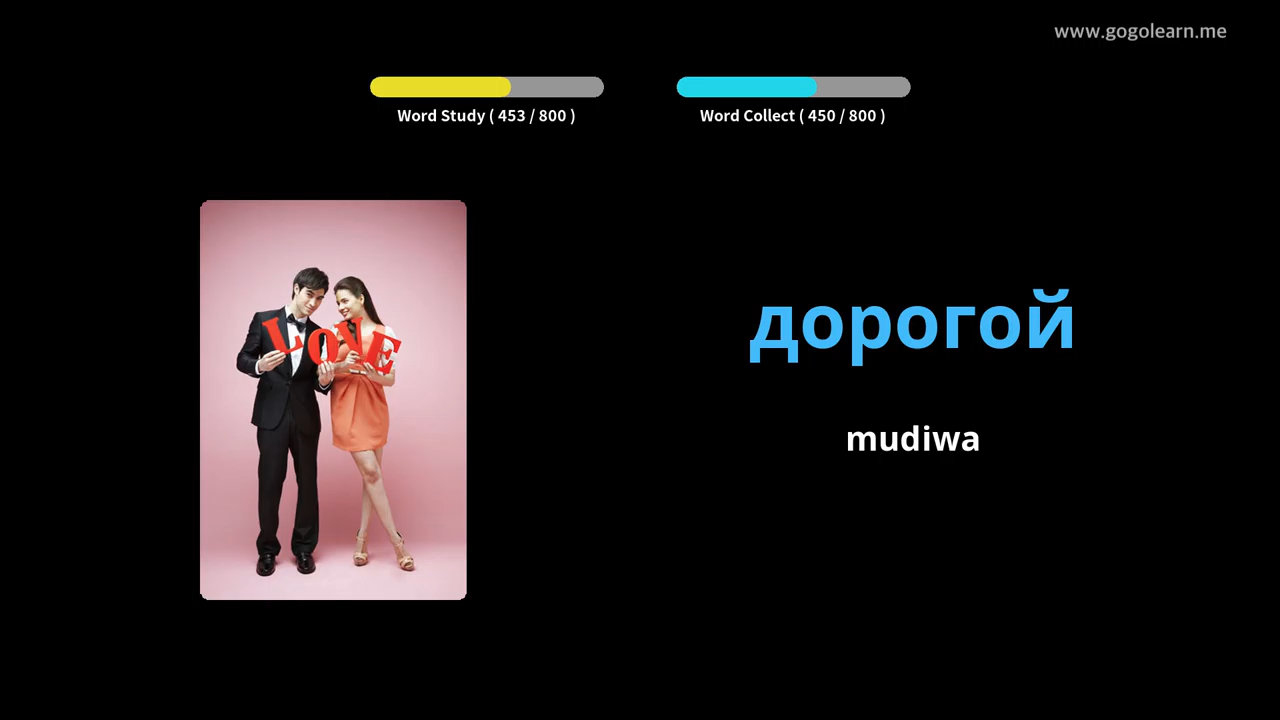 www.gogolearn.me
Word Study ( 453 / 800 )
Word Collect ( 450 / 800 )
LOVE
дорогой
mudiwa